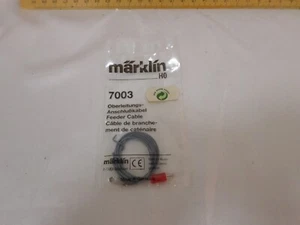 märklin
H0
7003
Oberleitungs-
Anschlußkabel
Feeder Cable
Câble de branche-
ment de caténaire
märklin CE